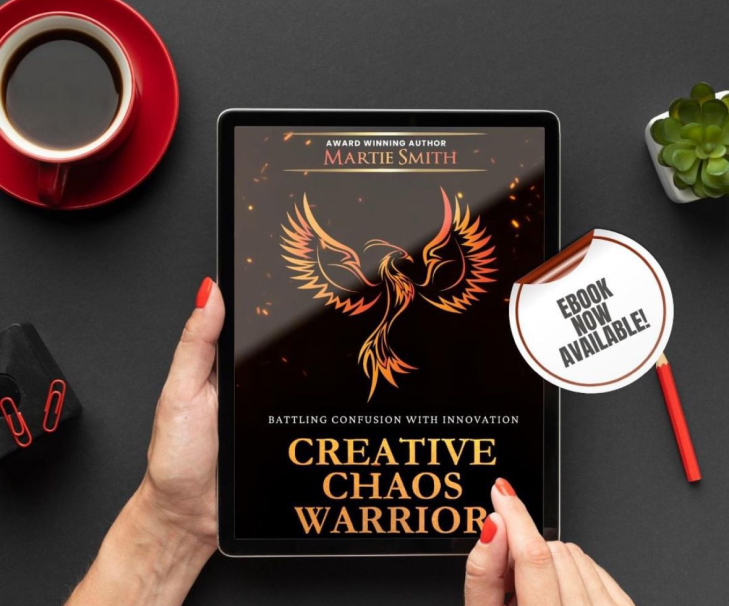 AWARD WINNING AUTHOR
MARTIE SMITH
BATTLING CONFUSION WITH INNOVATION
CREATIVE
CHAOS
WARRIOR
EBOOK
NOW
AVAILABLE!